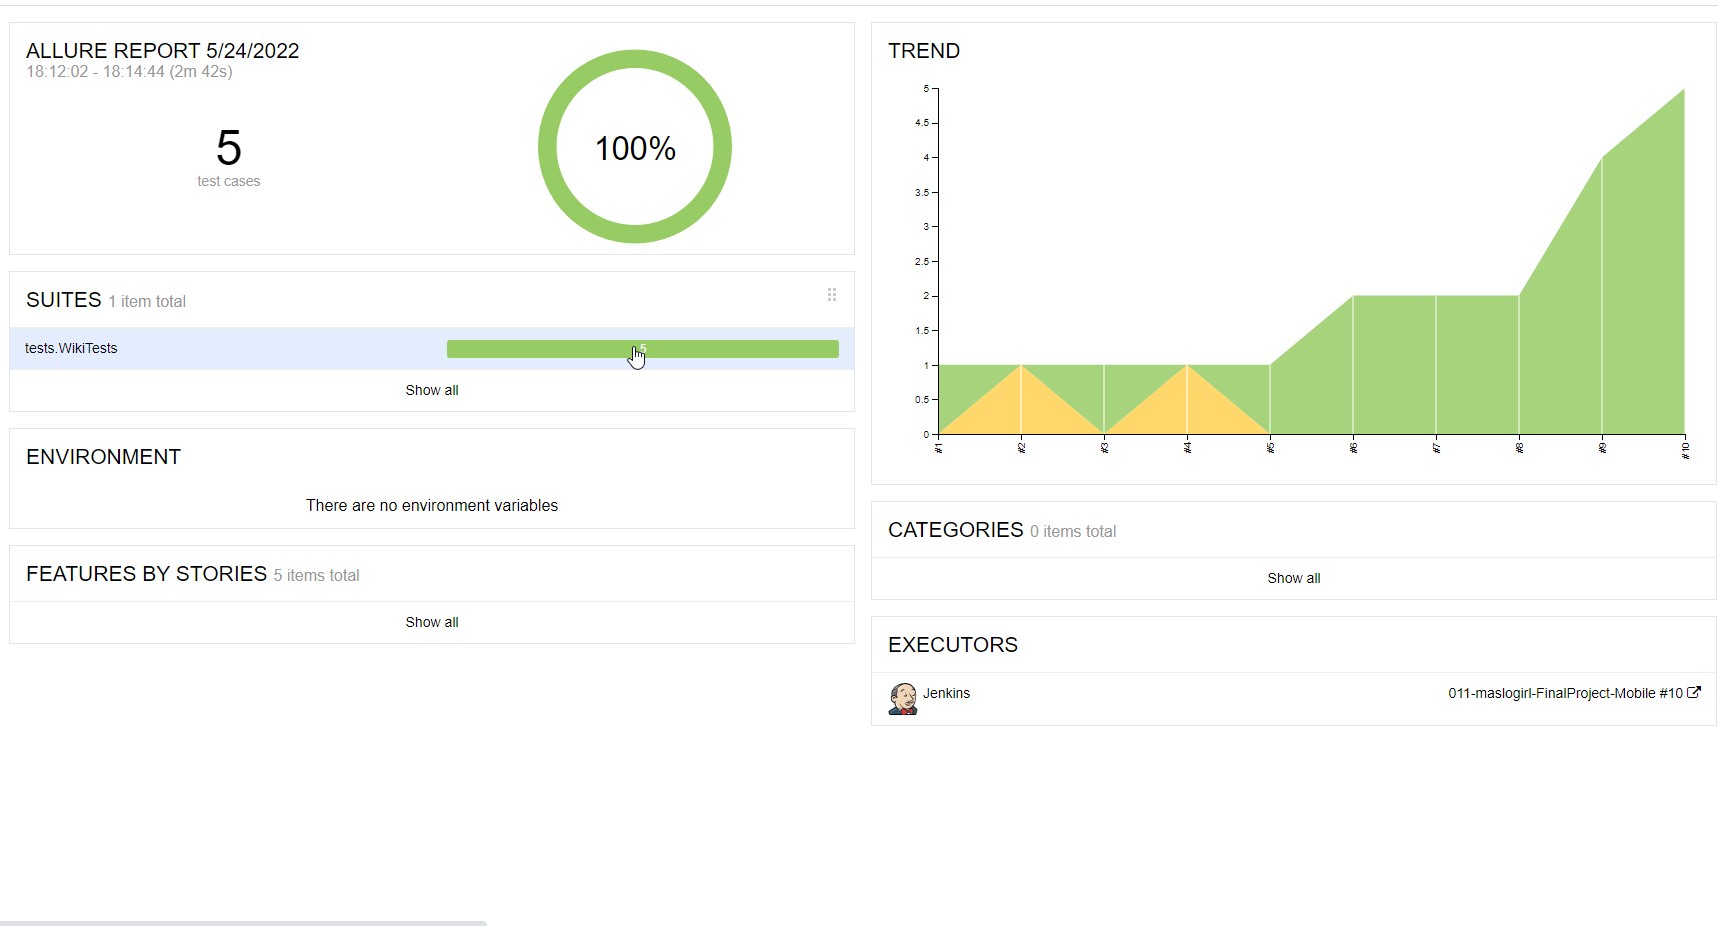 ALLURE REPORT 5/24/2022
18:12:02 - 18:14:44 (2m 42s)
5
test cases
100%
SUITES 1 item total
tests.WikiTests
5
Show all
ENVIRONMENT
There are no environment variables
FEATURES BY STORIES 5 items total
Show all
TREND
5
4.5
4
3.5
3
2.5
2
1.5
1
0.5
0
#1
#2
#3
#4
#5
#6
#7
#8
#9
#10
CATEGORIES 0 items total
Show all
EXECUTORS
Jenkins
011-maslogirl-FinalProject-Mobile #10